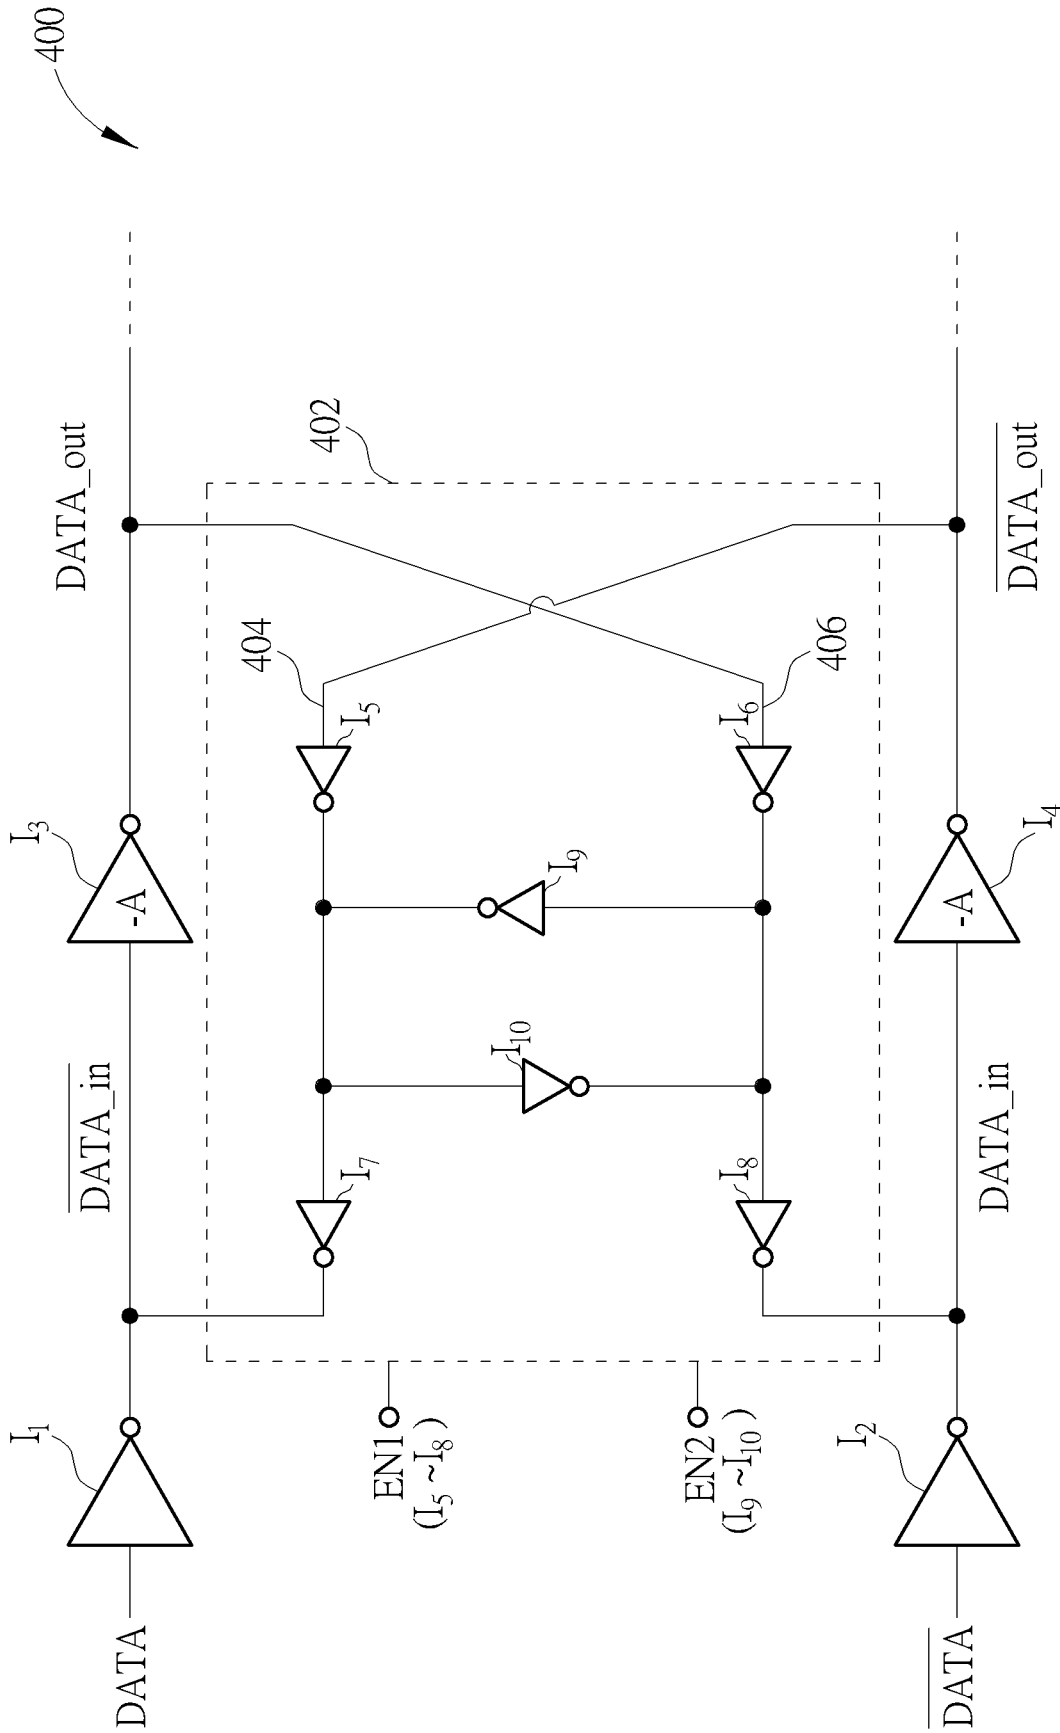 400
DATA_out
I3
-A
DATA_in
I1
DATA
402
404
I5
I9
I10
I7
EN1
(I5 ~I8)
406
I6
I8
EN2
(I9 ~I10 )
DATA_out
I4
-A
DATA_in
I2
DATA